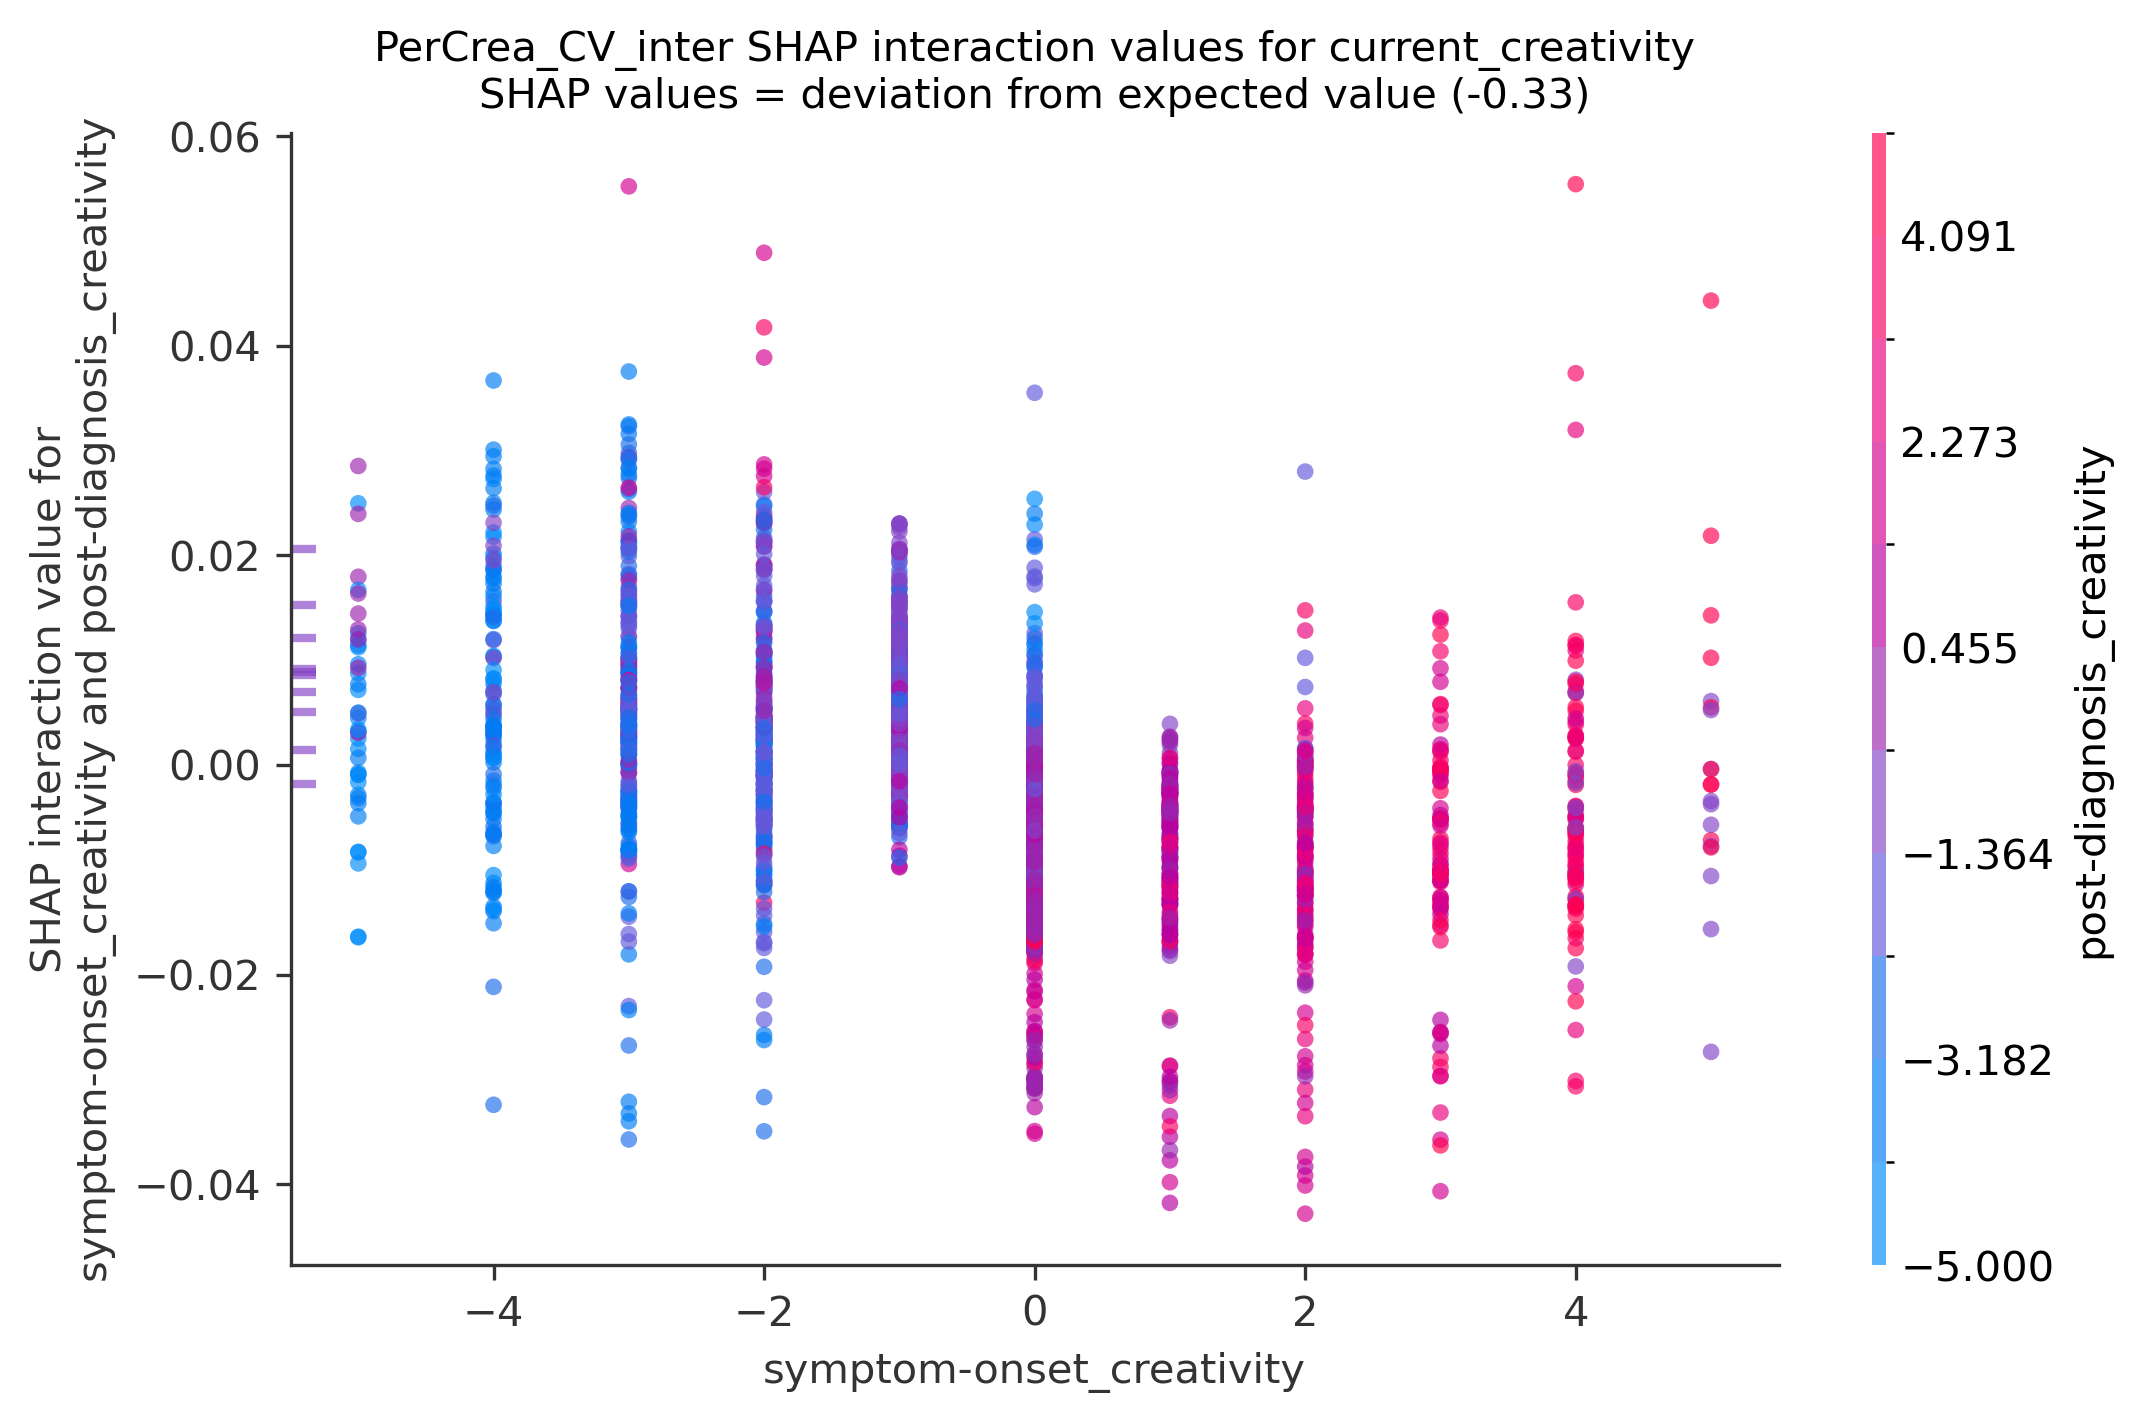 PerCrea_CV_inter SHAP interaction values for current_creativity
SHAP values = deviation from expected value (-0.33)
SHAP interaction value for
symptom-onset_creativity and post-diagnosis_creativity
0.06
0.04
0.02
0.00
−0.02
−0.04
−4
−2
0
2
4
symptom-onset_creativity
4.091
2.273
0.455
−1.364
−3.182
−5.000
post-diagnosis_creativity